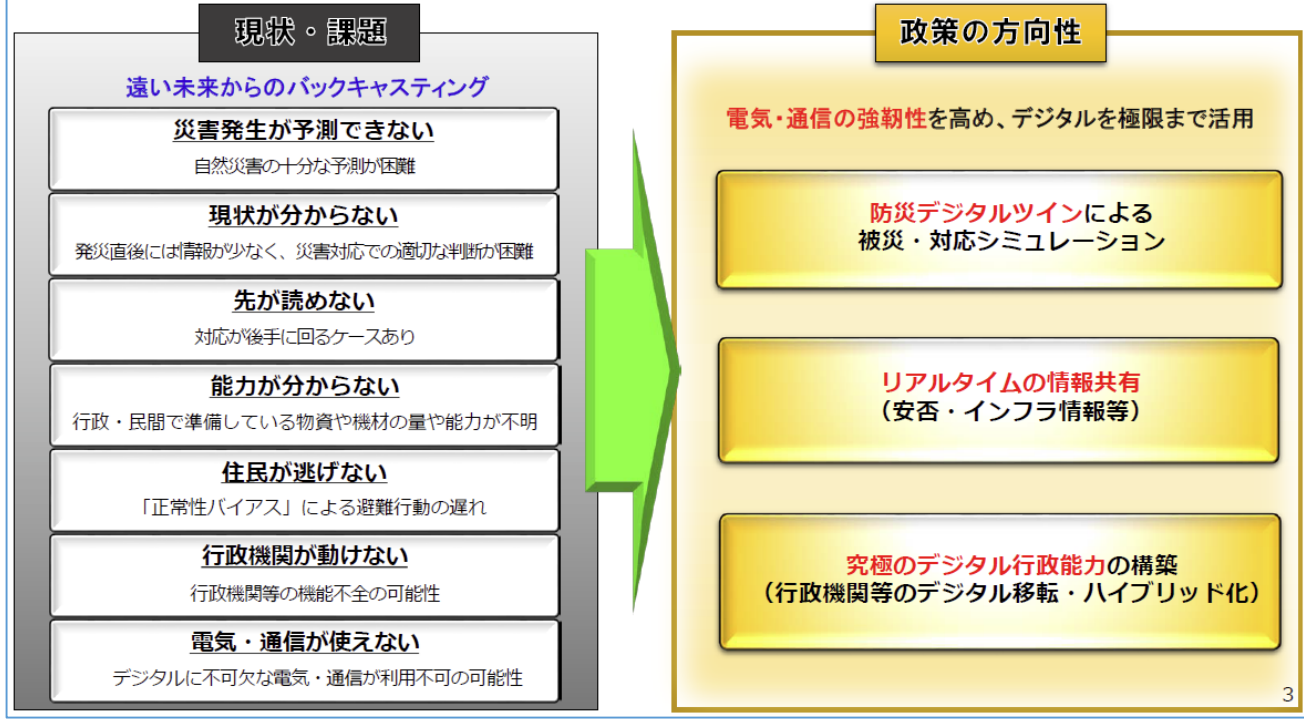 現状・課題
遠い未来からのバックキャスティング
災害発生が予測できない
自然災害の十分な予測が困難
現状が分からない
発災直後には情報が少なく、災害対応での適切な判断が困難
先が読めない
対応が後手に回るケースあり
能力が分からない
行政・民間で準備している物資や機材の量や能力が不明
住民が逃げない
「正常性バイアス」による避難行動の遅れ
行政機関が動けない
行政機関等の機能不全の可能性
電気・通信が使えない
デジタルに不可欠な電気・通信が利用不可の可能性
政策の方向性
電気・通信の強靭性を高め、デジタルを極限まで活用
防災デジタルツインによる
被災・対応シミュレーション
リアルタイムの情報共有
（安否・インフラ情報等）
究極のデジタル行政能力の構築
（行政機関等のデジタル移転・ハイブリッド化）
3